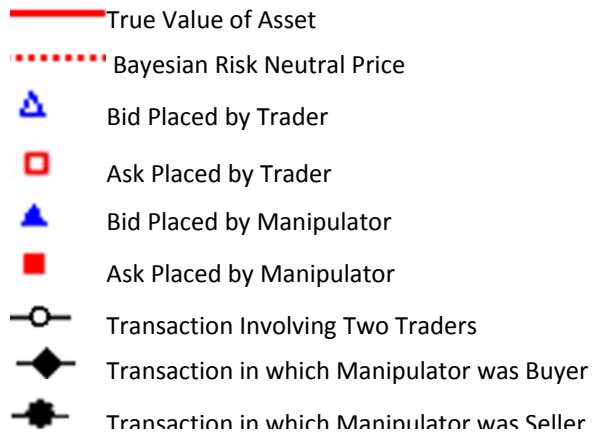 True Value of Asset
Bayesian Risk Neutral Price
Bid Placed by Trader
Ask Placed by Trader
Bid Placed by Manipulator
Ask Placed by Manipulator
Transaction Involving Two Traders
Transaction in which Manipulator was Buyer
Transaction in which Manipulator was Seller